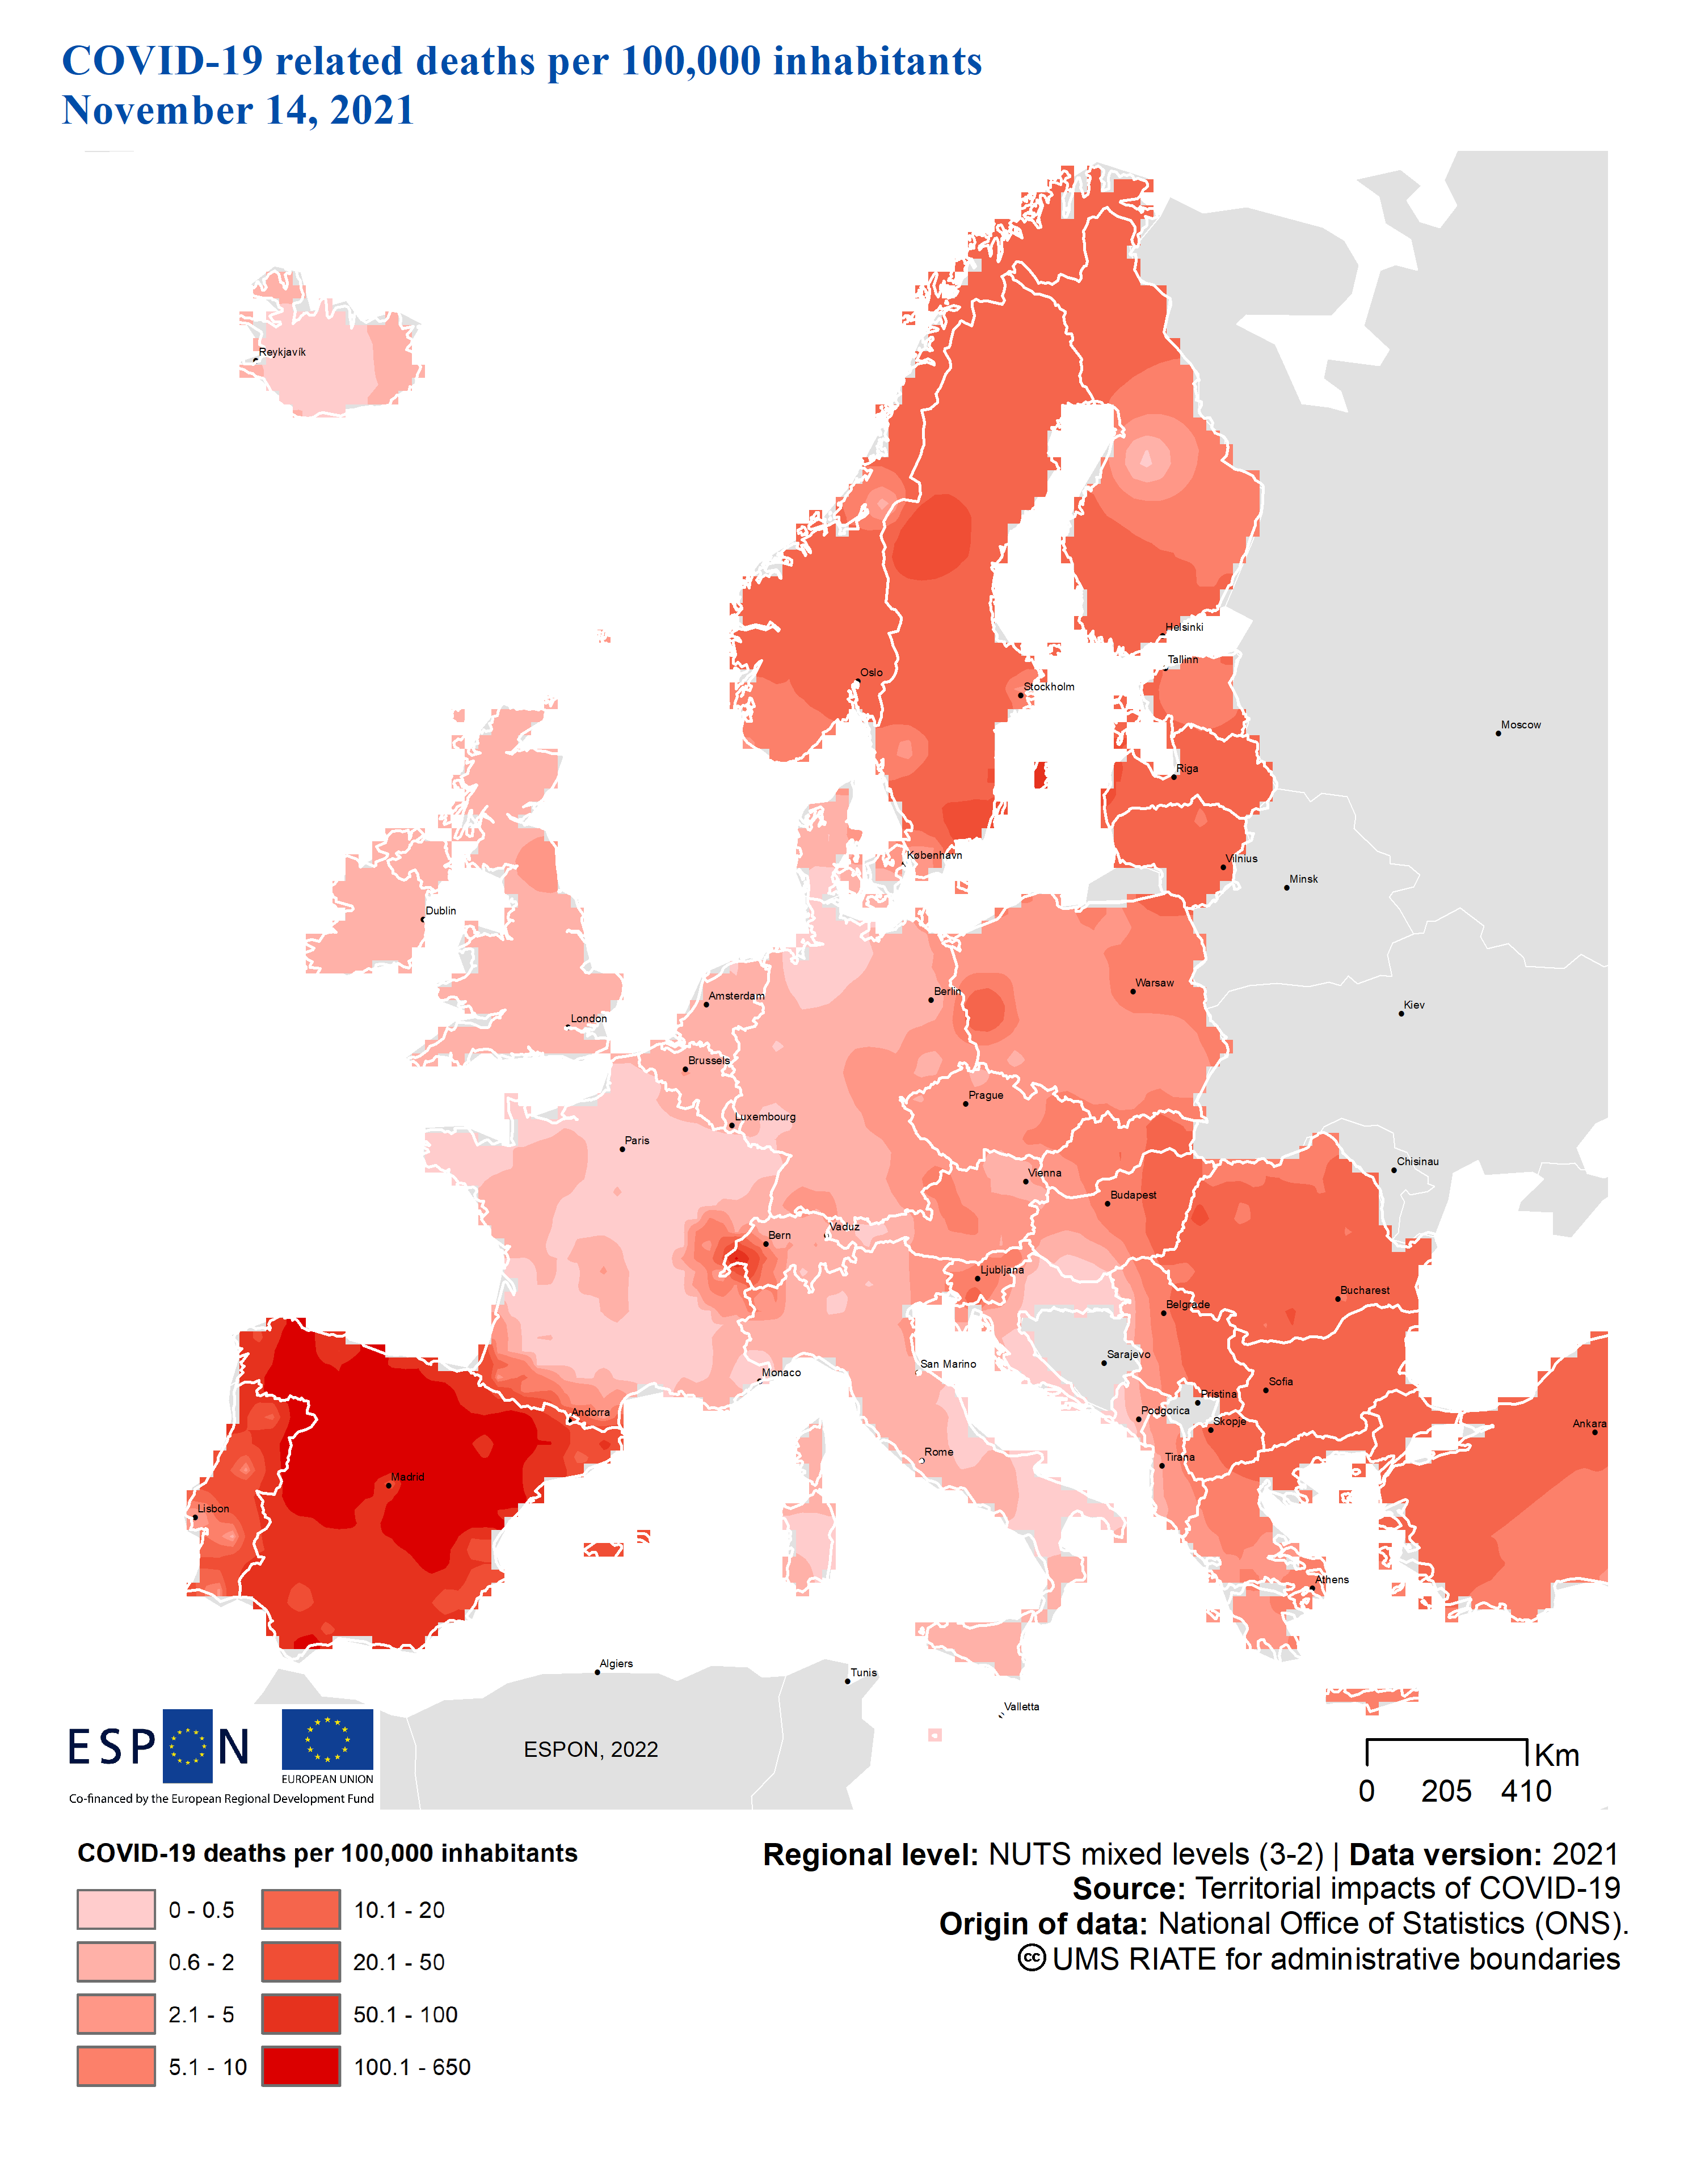 COVID-19 related deaths per 100,000 inhabitants
November 14, 2021
Reykjavík
Helsinki
Tallinn
Oslo
Stockholm
Moscow
Riga
København
Vilnius
Minsk
Dublin
Amsterdam
Berlin
Warsaw
Kiev
London
Brussels
Prague
Luxembourg
Paris
Chisinau
Vienna
Budapest
Vaduz
Bern
Ljubljana
Bucharest
Belgrade
Sarajevo
San Marino
Monaco
Sofia
Pristina
Andorra
Podgorica
Skopje
Ankara
Rome
Tirana
Madrid
Lisbon
Athens
Algiers
Tunis
Valletta
ESPON
EUROPEAN UNION
Co-financed by the European Regional Development Fund
ESPON, 2022
Km
0 205 410
COVID-19 deaths per 100,000 inhabitants
0 - 0.5
0.6 - 2
2.1 - 5
5.1 - 10
10.1 - 20
20.1 - 50
50.1 - 100
100.1 - 650
Regional level: NUTS mixed levels (3-2) | Data version: 2021
Source: Territorial impacts of COVID-19
Origin of data: National Office of Statistics (ONS).
cc UMS RIATE for administrative boundaries